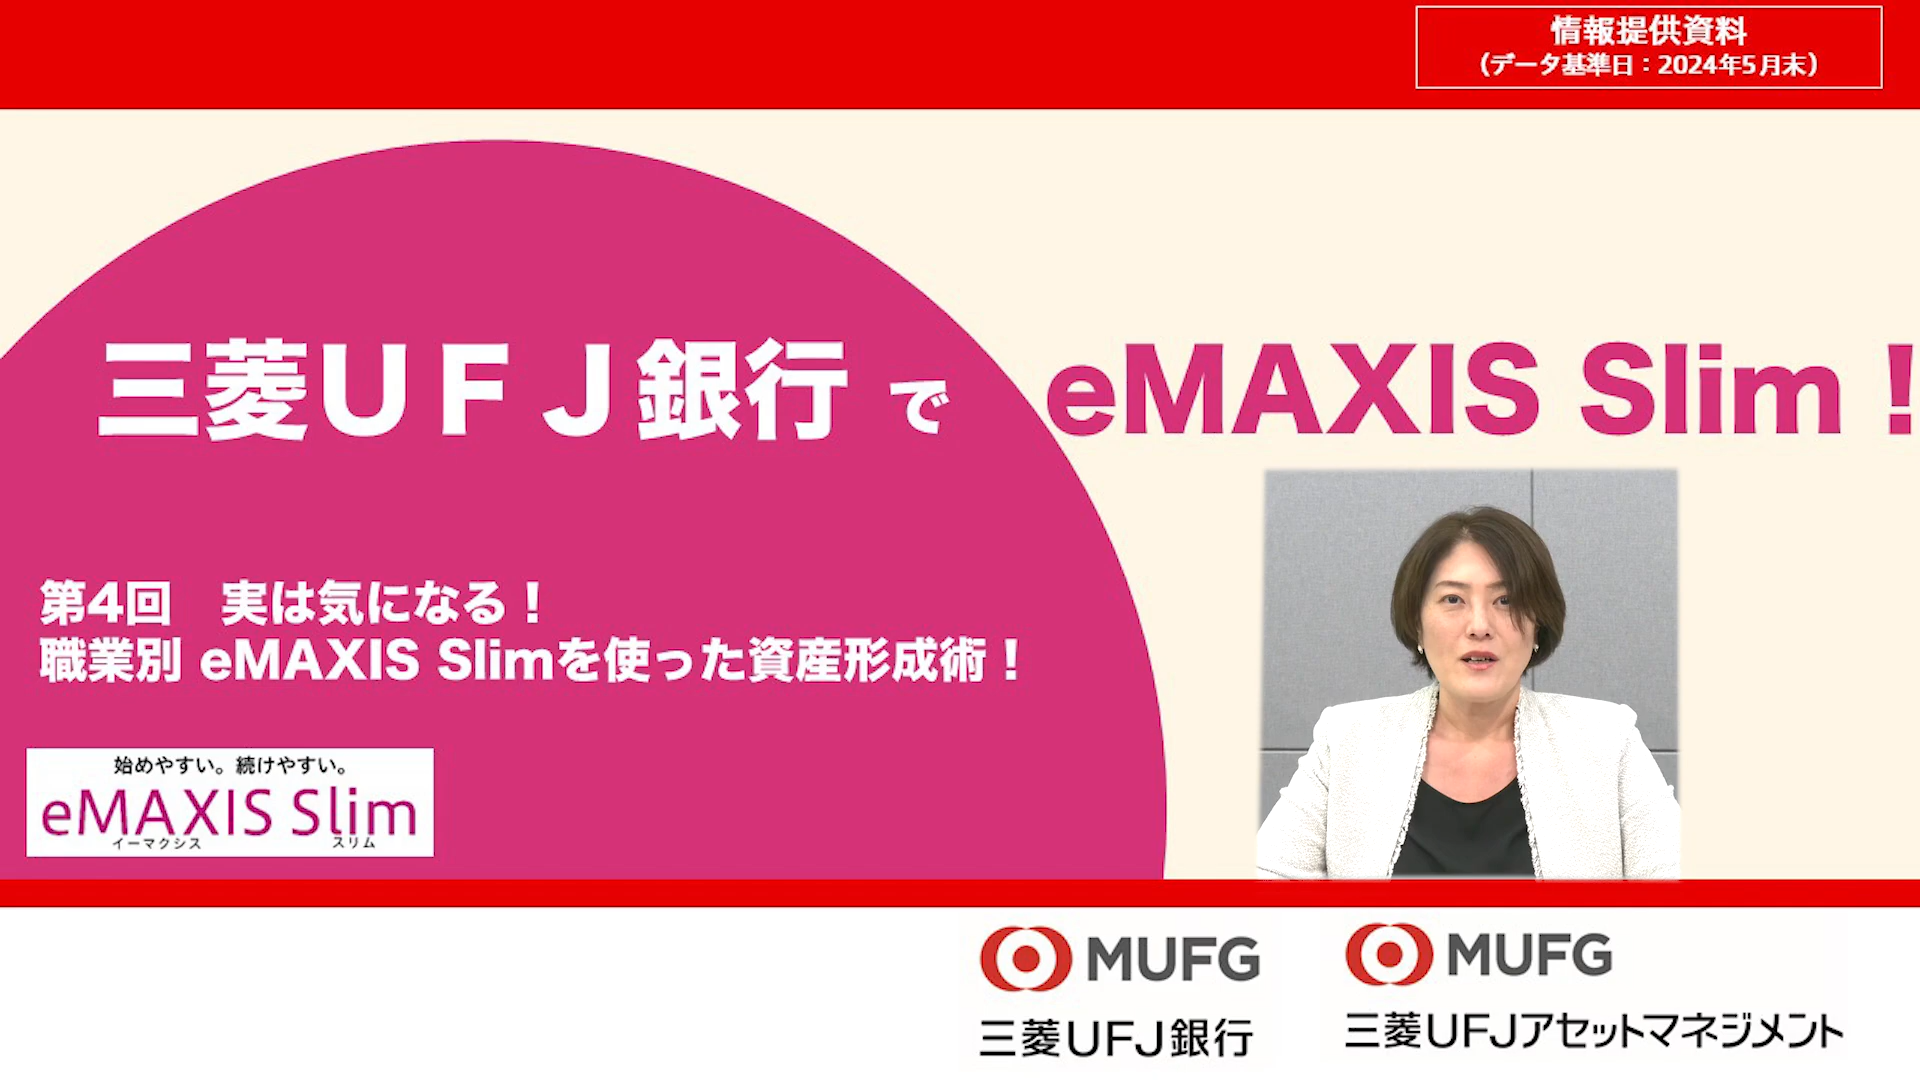 情報提供資料
（データ基準日：2024年5月末）
三菱ＵＦＪ銀行 で eMAXIS Slim！
第4回　実は気になる！
職業別 eMAXIS Slimを使った資産形成術！
始めやすい。続けやすい。
eMAXIS Slim
イーマクシス スリム
MUFG
三菱UFJ銀行
MUFG
三菱UFJアセットマネジメント